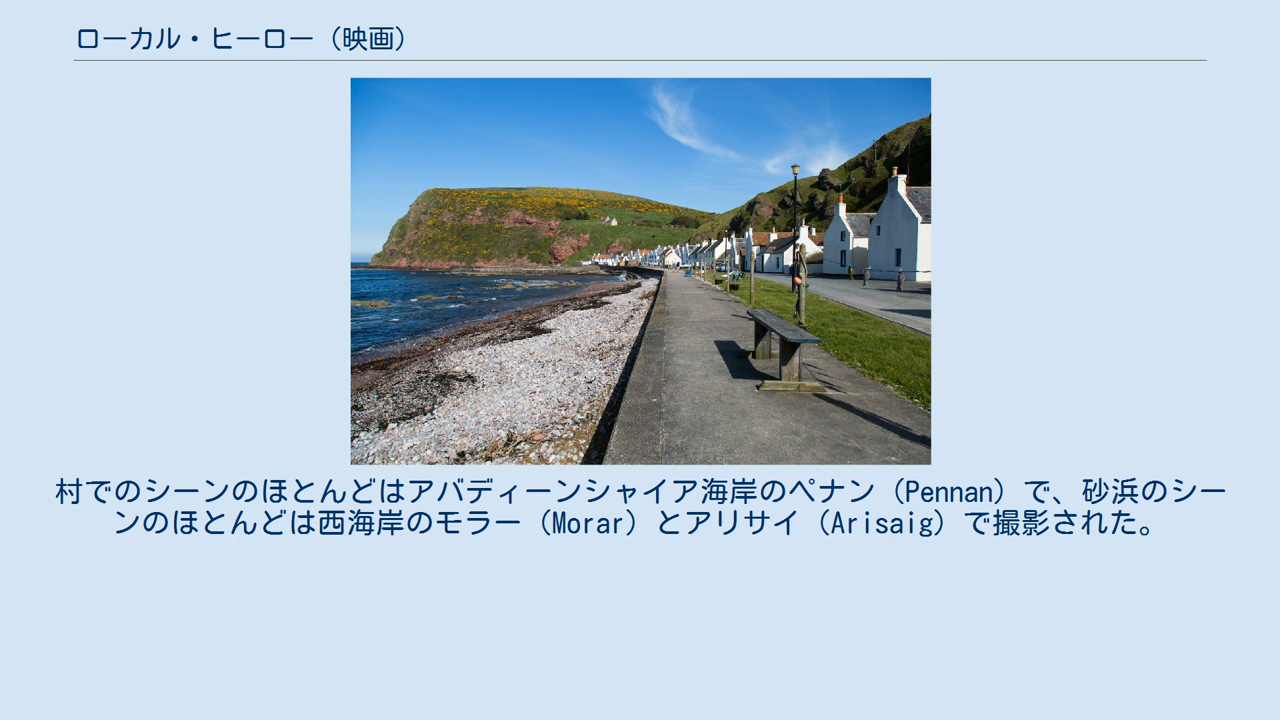 ローカル・ヒーロー（映画）
村でのシーンのほとんどはアバディーンシャイア海岸のペナン（Pennan）で、砂浜のシー
ンのほとんどは西海岸のモラー（Morar）とアリサイ（Arisaig）で撮影された。